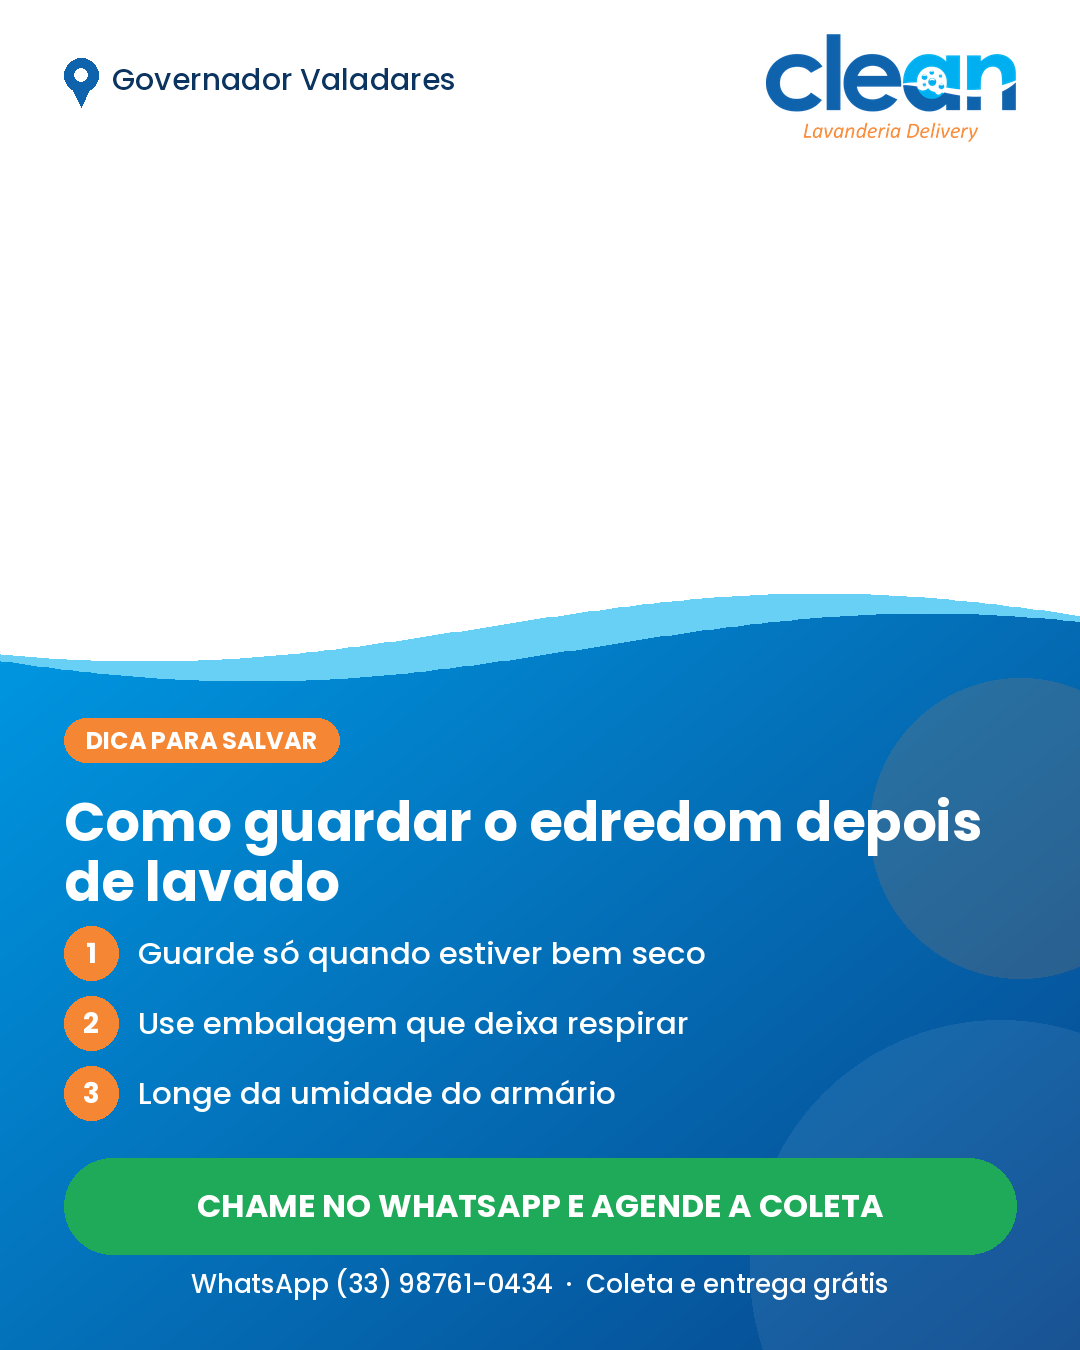 Governador Valadares
clean
Lavanderia Delivery
DICA PARA SALVAR
Como guardar o edredom depois
de lavado
1 Guarde só quando estiver bem seco
2 Use embalagem que deixa respirar
3 Longe da umidade do armário
CHAME NO WHATSAPP E AGENDE A COLETA
WhatsApp (33) 98761-0434 · Coleta e entrega grátis